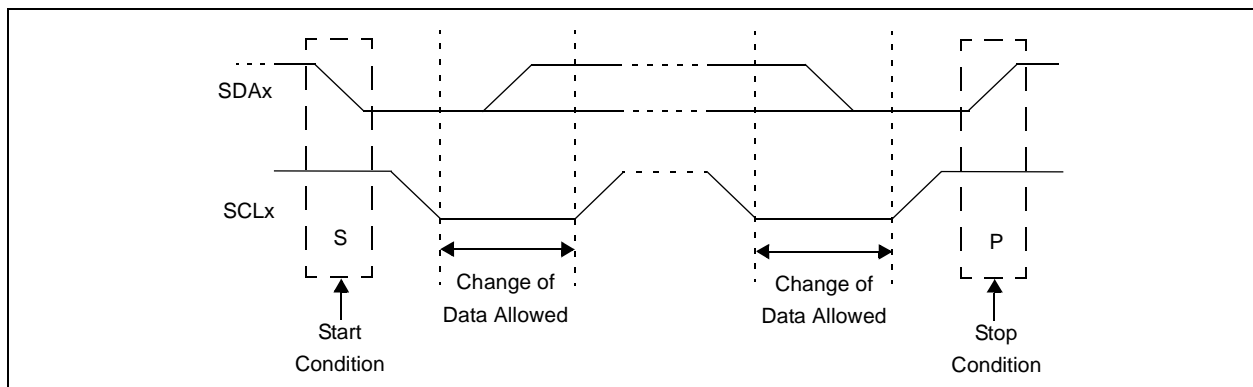 SDAx
SCLx
S
P
Change of
Data Allowed
Change of
Data Allowed
Start
Condition
Stop
Condition